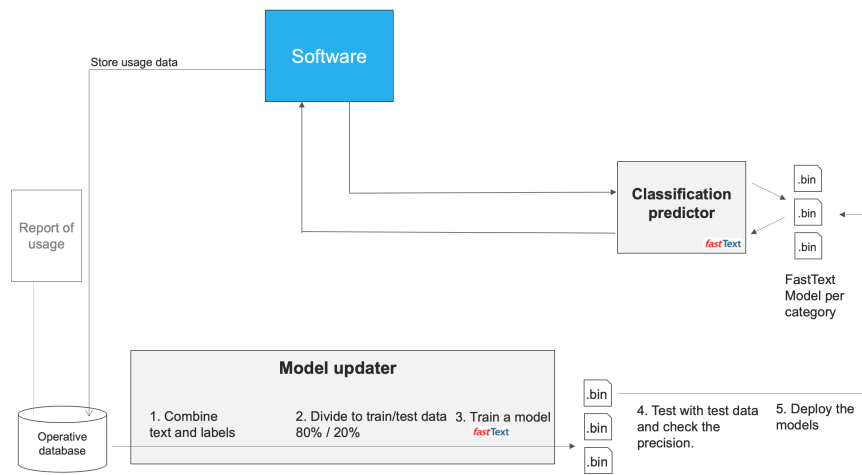 Software
Store usage data
Classification
predictor
fastText
.bin
.bin
.bin
FastText
Model per
category
Report of
usage
Model updater
1. Combine
text and labels
2. Divide to train/test data
80% / 20%
3. Train a model
fastText
.bin
.bin
.bin
4. Test with test data
and check the
precision.
5. Deploy the
models
Operative
database